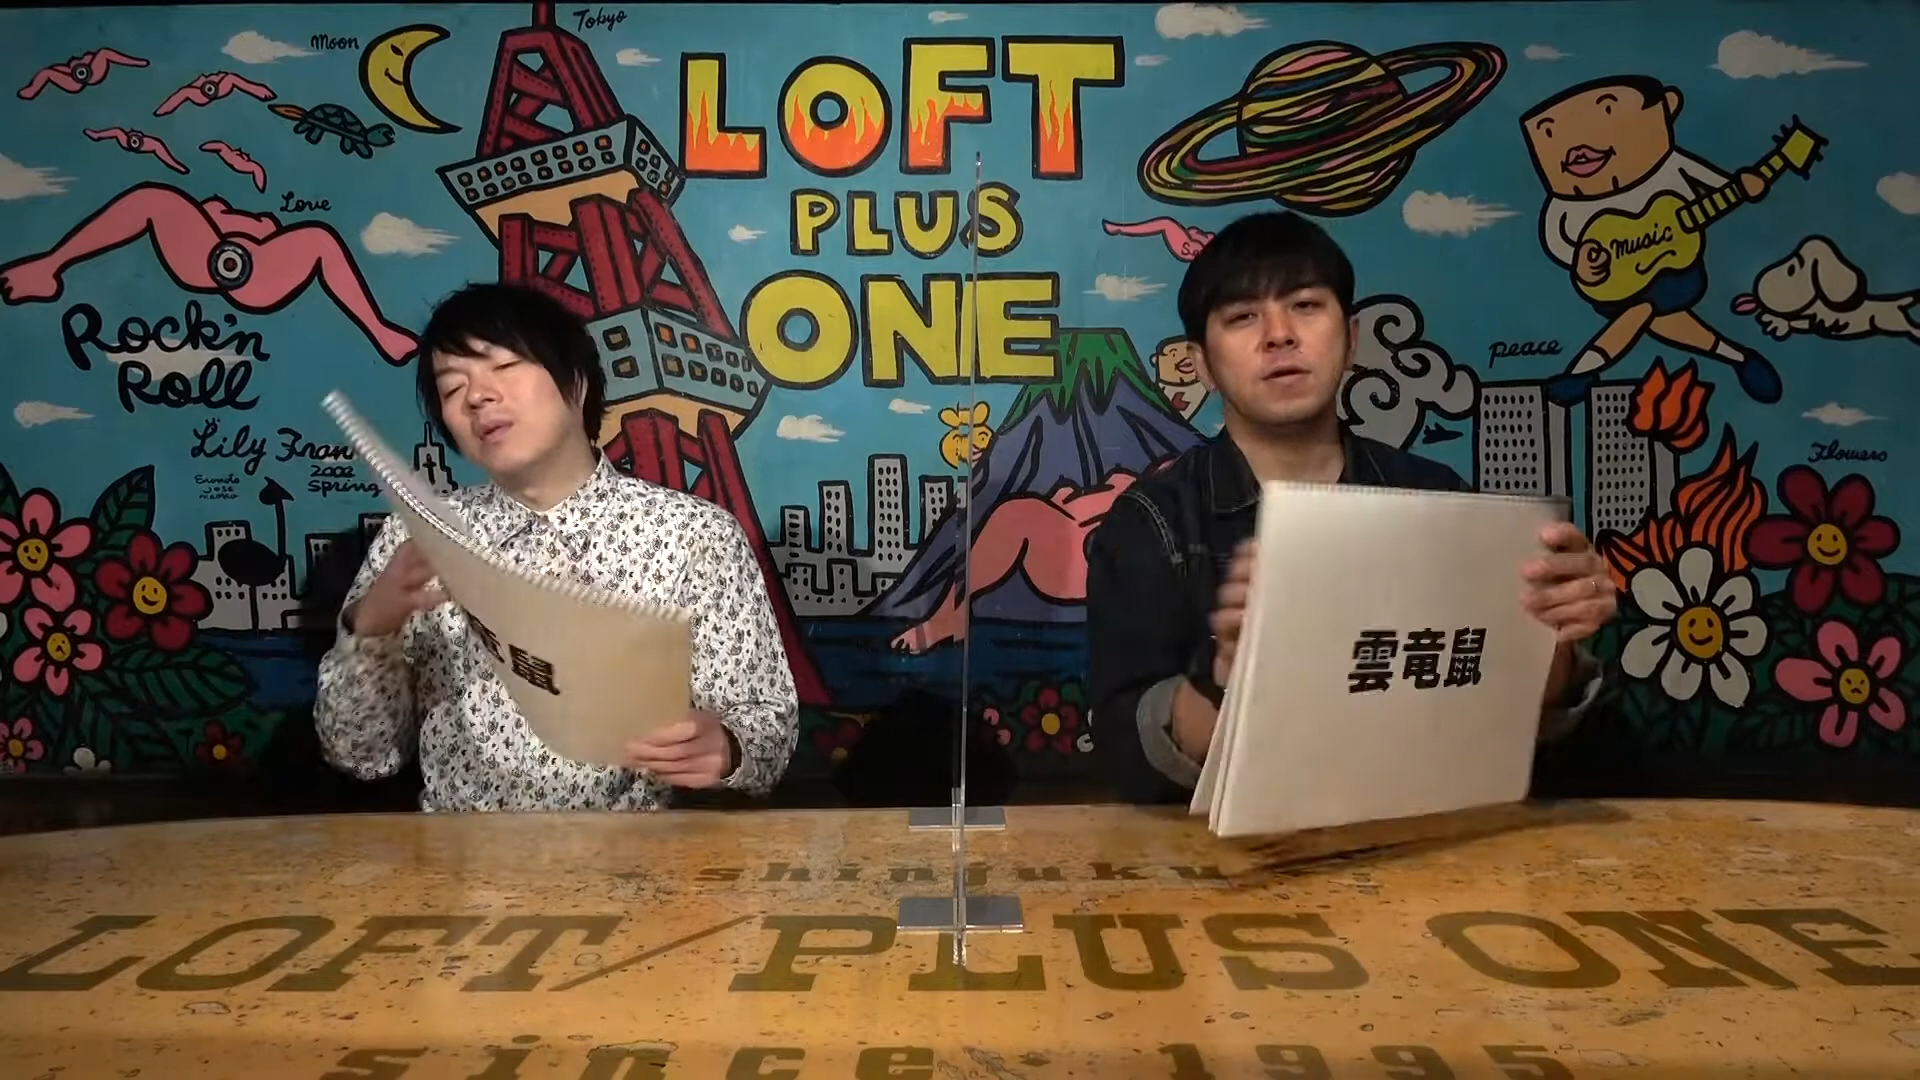 Tokyo
Moon
LOFT
PLUS
ONE
Love
Music
Rock'n
Roll
peace
Lily Fran
2002
Spring
Flowers
鼠
雲竜鼠
shinjuku
LOFT/PLUS ONE
since・1995